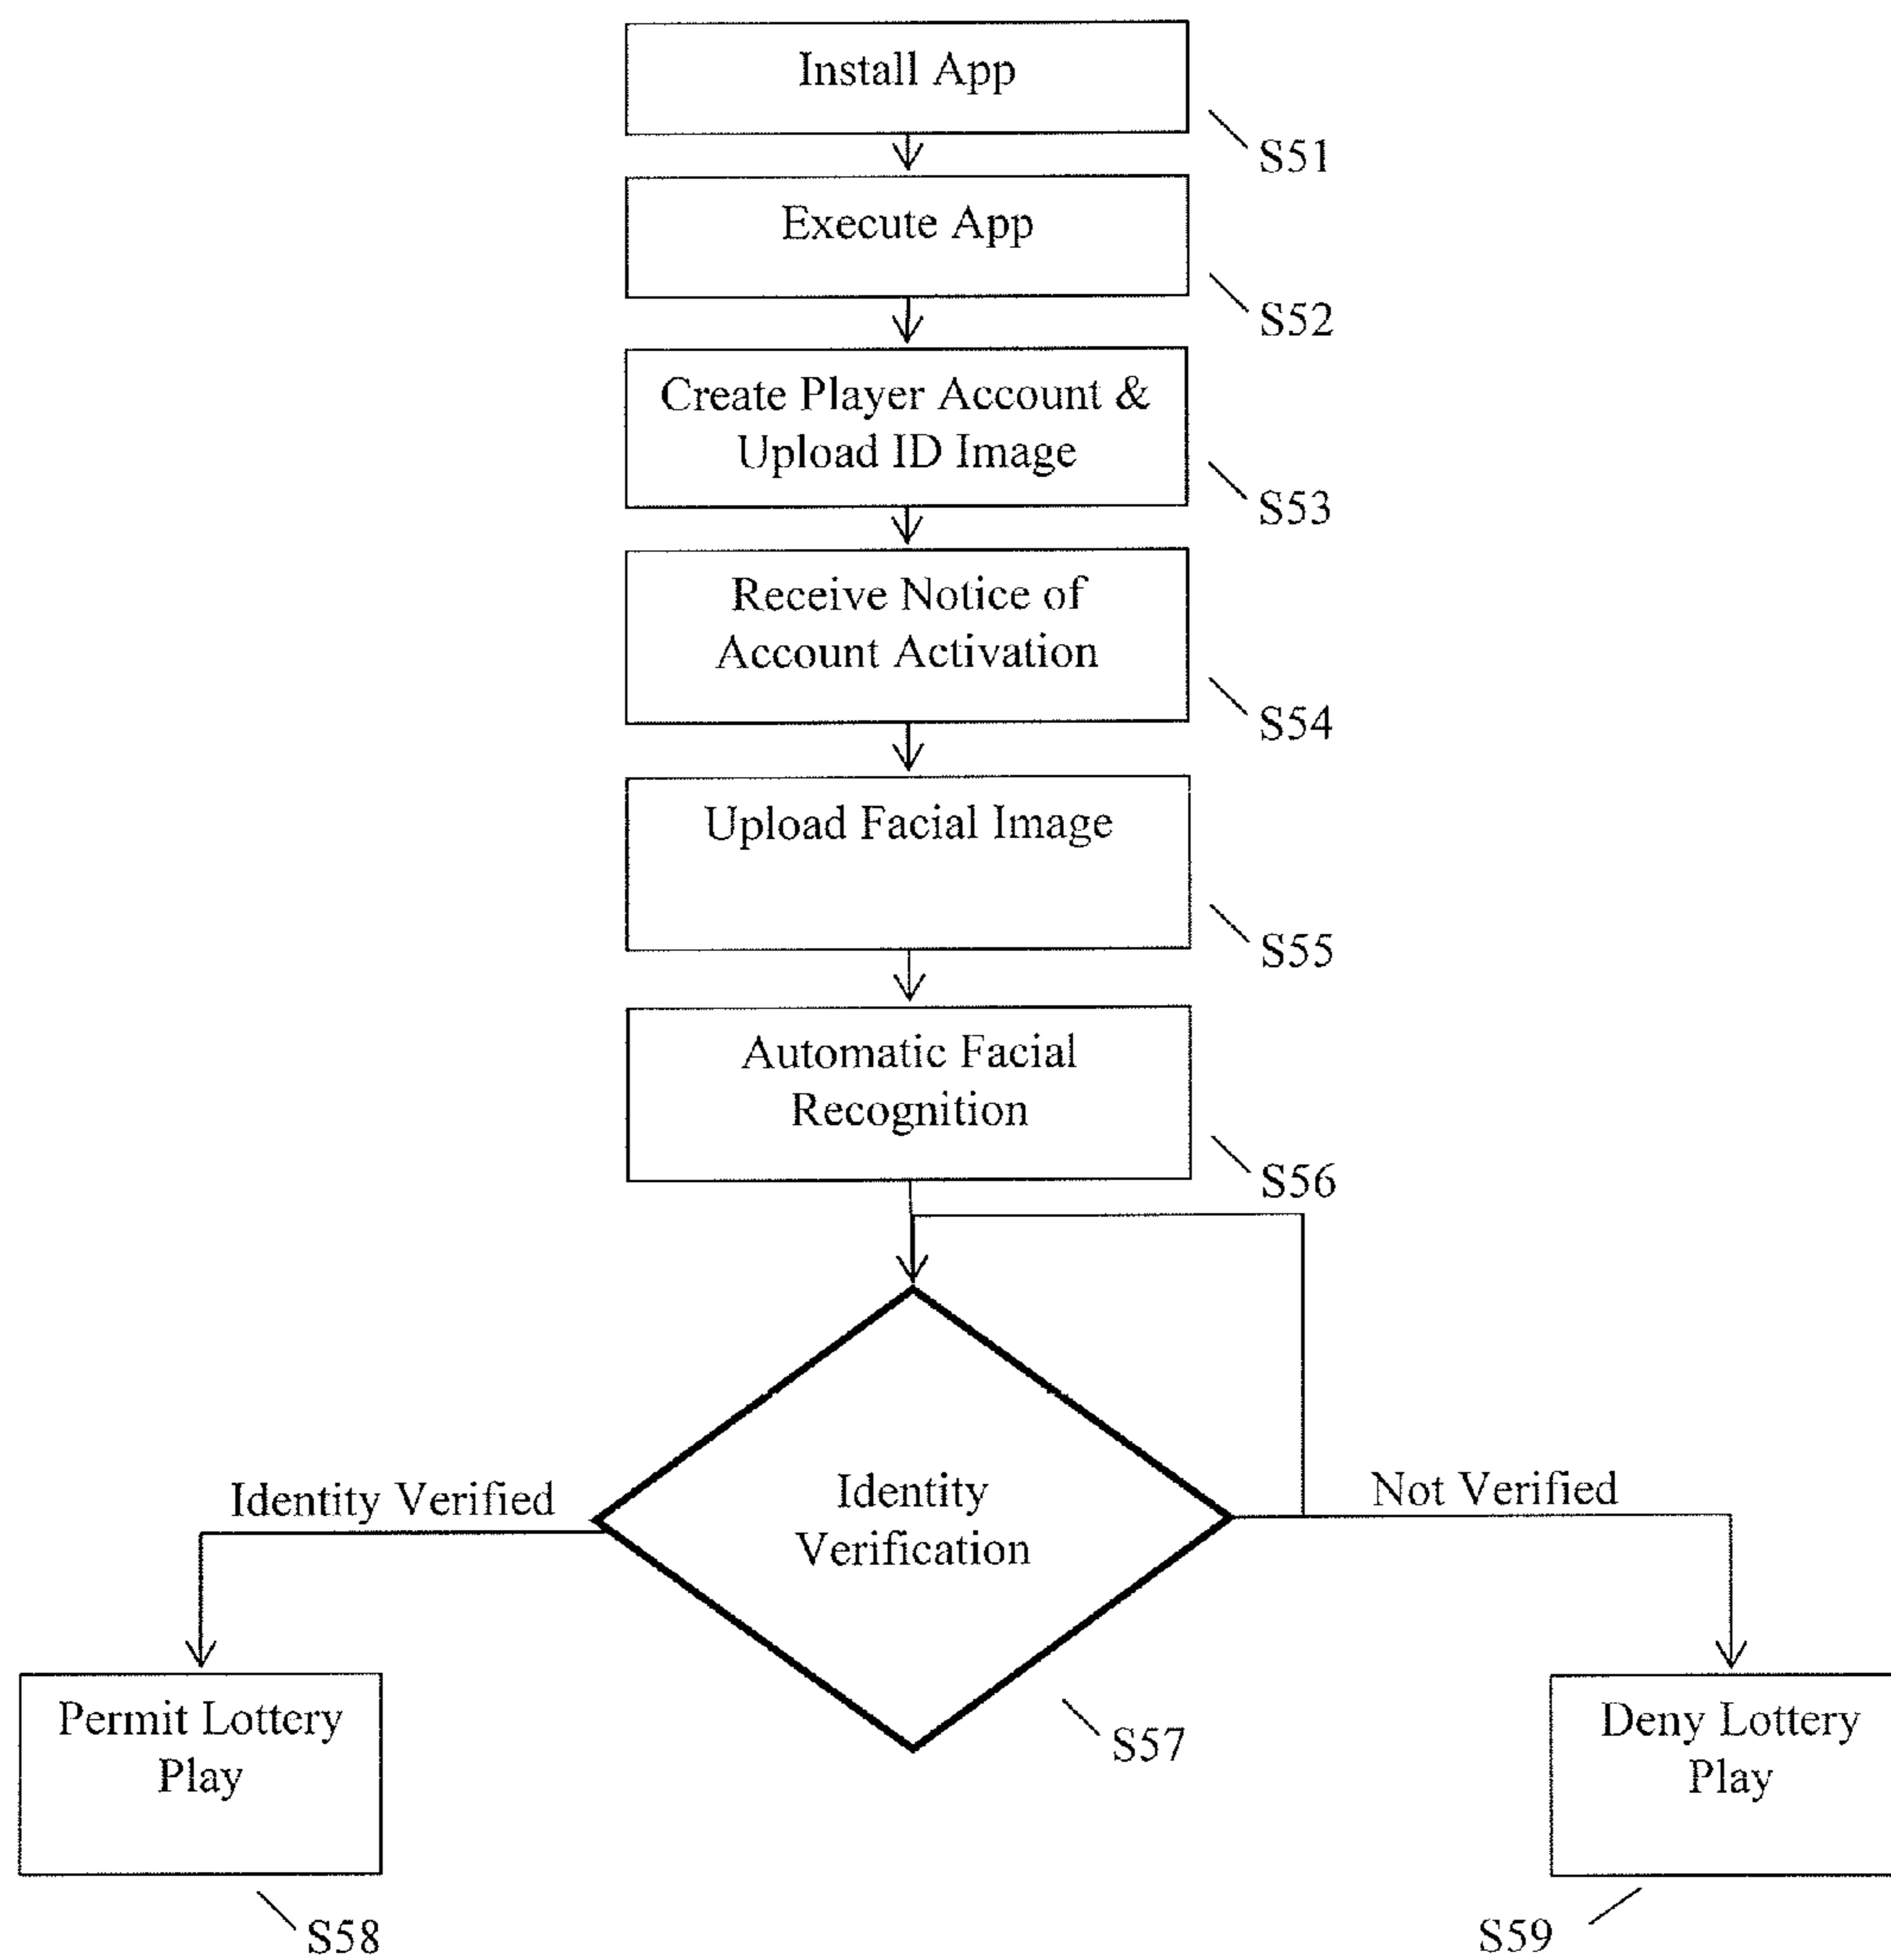 Install App
S51
Execute App
S52
Create Player Account &
Upload ID Image
S53
Receive Notice of
Account Activation
S54
Upload Facial Image
S55
Automatic Facial
Recognition
S56
Identity Verified
Identity
Verification
Not Verified
S57
Permit Lottery
Play
S58
Deny Lottery
Play
S59